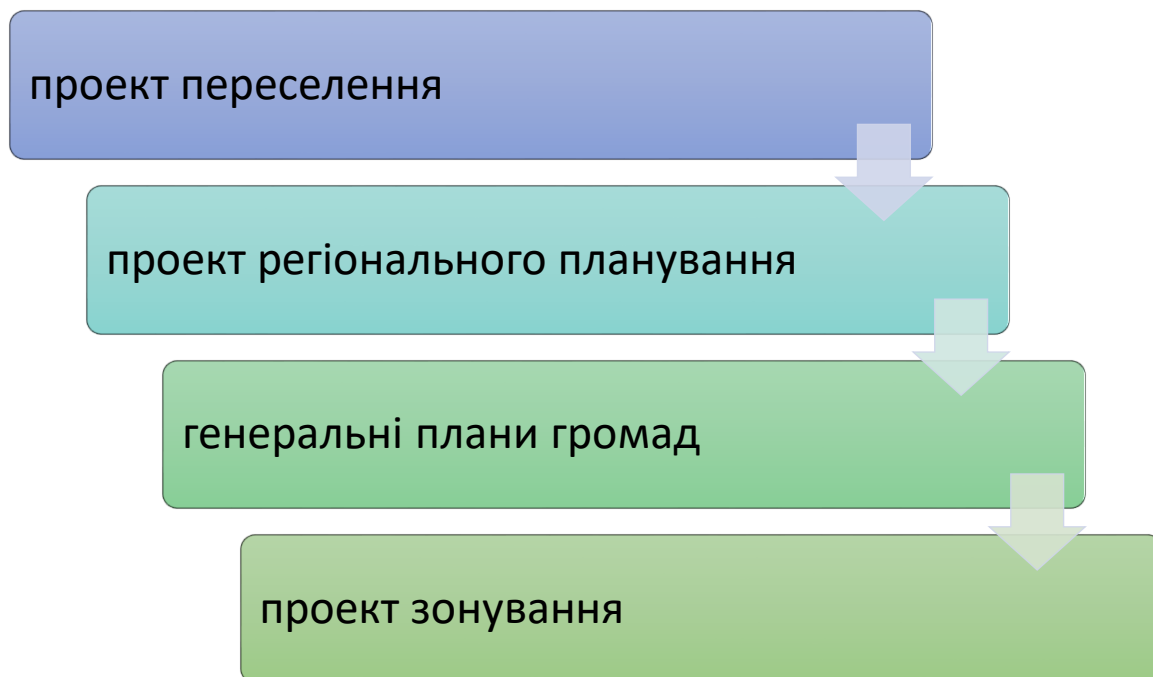 проект переселення
проект регіонального планування
генеральні плани громад
проект зонування